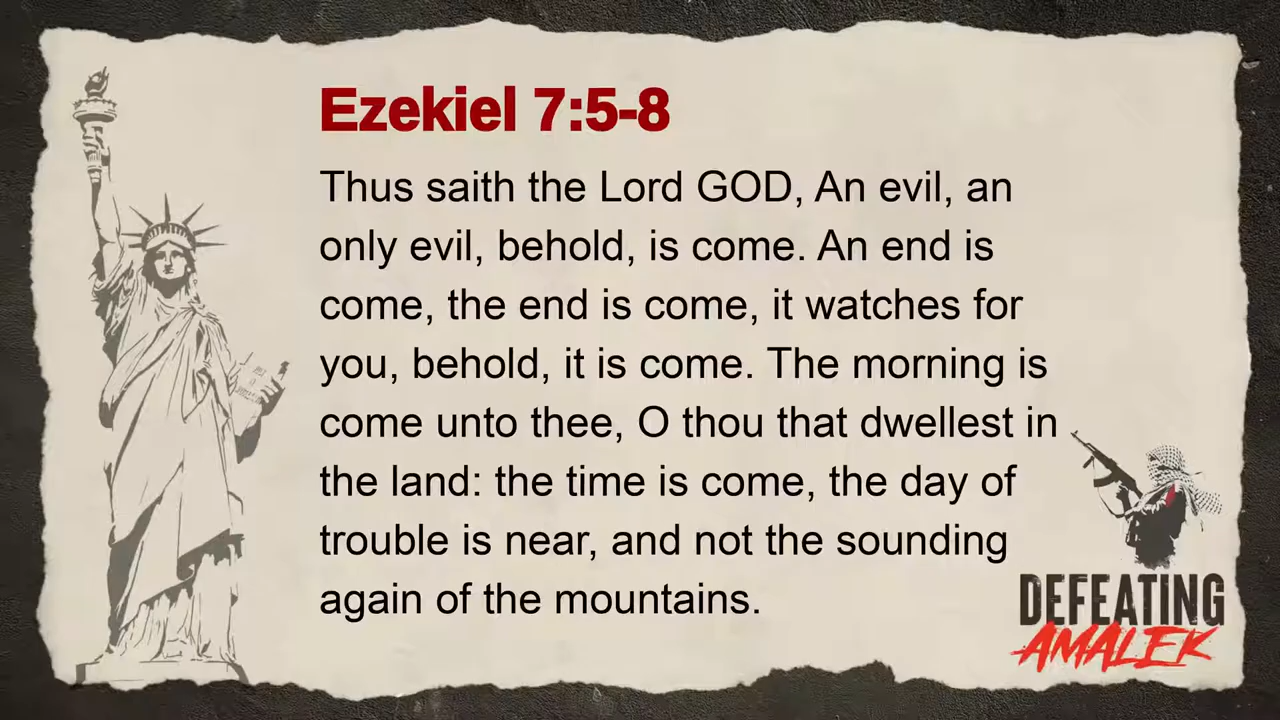 Ezekiel 7:5-8
Thus saith the Lord GOD, An evil, an
only evil, behold, is come. An end is
come, the end is come, it watches for
you, behold, it is come. The morning is
come unto thee, O thou that dwellest in
the land: the time is come, the day of
trouble is near, and not the sounding
again of the mountains.
DEFEATING
AMALEK